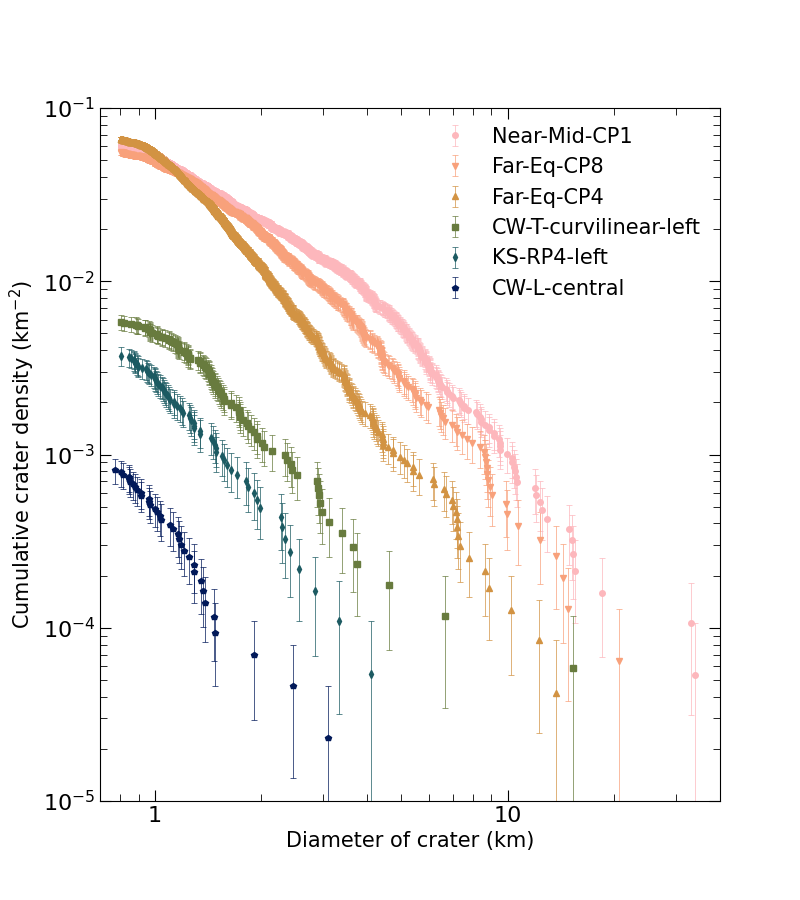 10⁻¹
10⁻²
10⁻³
10⁻⁴
10⁻⁵
Cumulative crater density (km⁻²)
Near-Mid-CP1
Far-Eq-CP8
Far-Eq-CP4
CW-T-curvilinear-left
KS-RP4-left
CW-L-central
1 10
Diameter of crater (km)